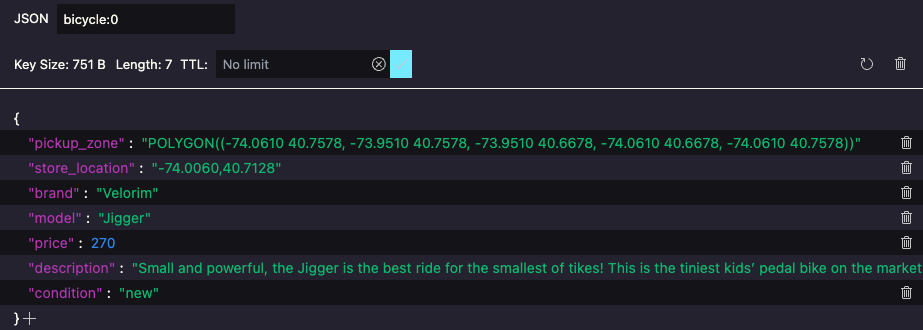 JSON bicycle:0
Key Size: 751 B Length: 7 TTL: No limit
{
"pickup_zone" : "POLYGON((-74.0610 40.7578, -73.9510 40.7578, -73.9510 40.6678, -74.0610 40.6678, -74.0610 40.7578))"
"store_location" : "-74.0060,40.7128"
"brand" : "Velorim"
"model" : "Jigger"
"price" : 270
"description" : "Small and powerful, the Jigger is the best ride for the smallest of tikes! This is the tiniest kids’ pedal bike on the market
"condition" : "new"
} +